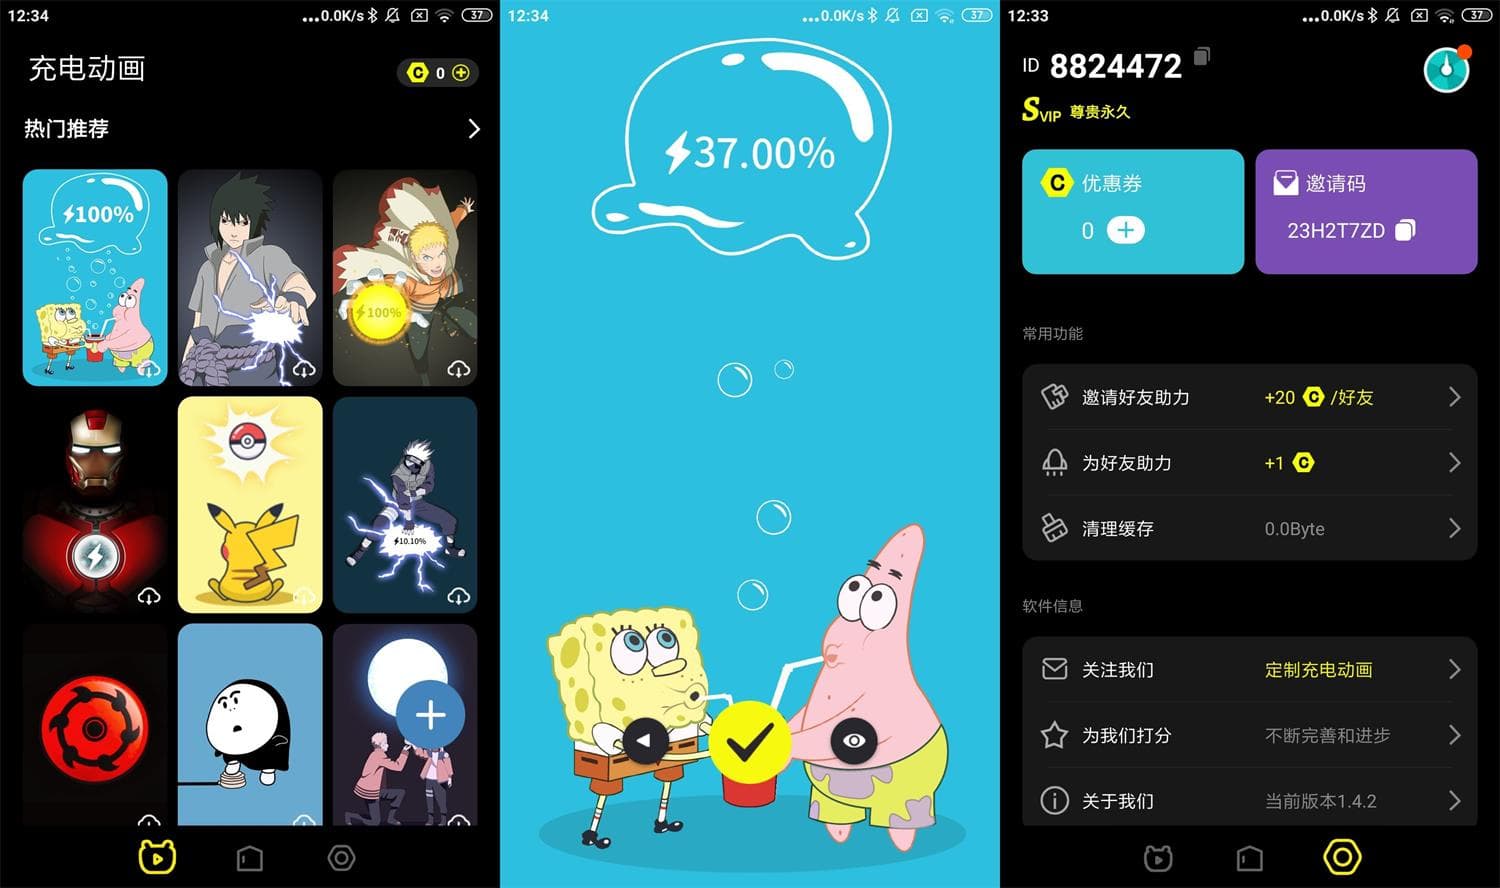 12:34
0.0K/s
37
充电动画
C 0
热门推荐
100%
100%
10.10%
12:34
0.0K/s
37
37.00%
12:33
0.0K/s
37
ID 8824472
SVIP 尊贵永久
C 优惠券
0
邀请码
23H2T7ZD
常用功能
邀请好友助力 +20 C /好友
为好友助力 +1 C
清理缓存 0.0Byte
软件信息
关注我们 定制充电动画
为我们打分 不断完善和进步
关于我们 当前版本1.4.2